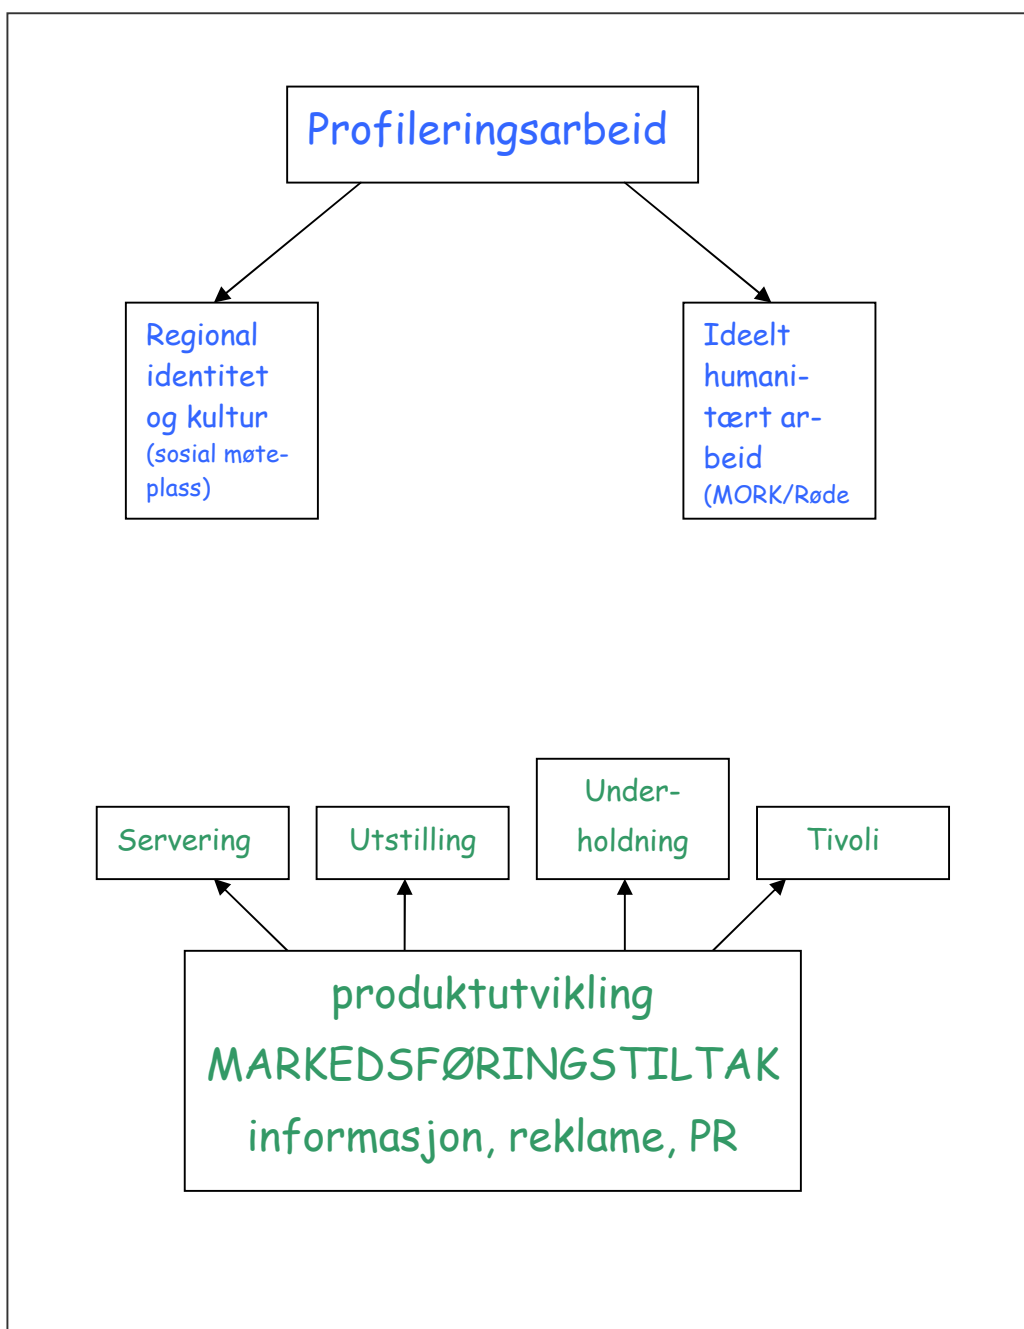 Profileringsarbeid
Regional
identitet
og kultur
(sosial møte-
plass)
Ideelt
humani-
tært ar-
beid
(MORK/Røde
Servering
Utstilling
Under-
holdning
Tivoli
produktutvikling
MARKEDSFØRINGSTILTAK
informasjon, reklame, PR